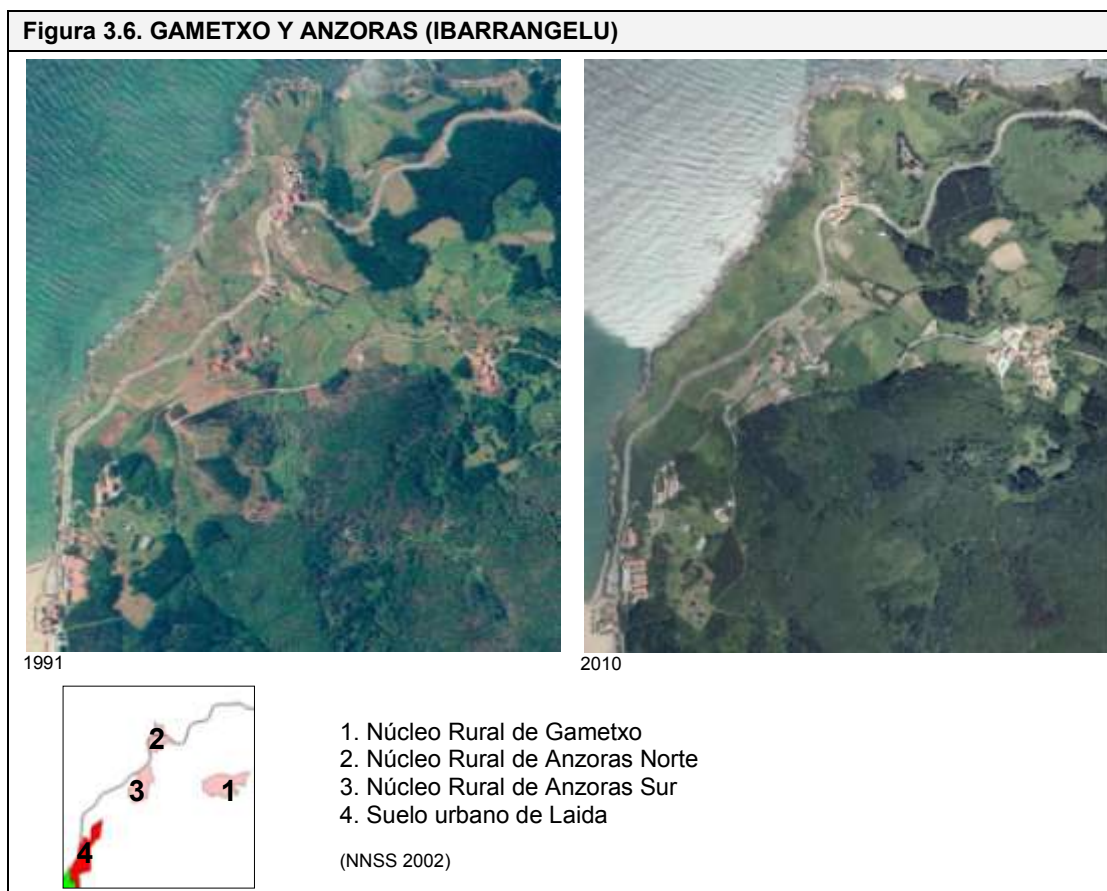 Figura 3.6. GAMETXO Y ANZORAS (IBARRANGELU)
1991
2010
2
3
1
4
1. Núcleo Rural de Gametxo
2. Núcleo Rural de Anzoras Norte
3. Núcleo Rural de Anzoras Sur
4. Suelo urbano de Laida
(NNSS 2002)